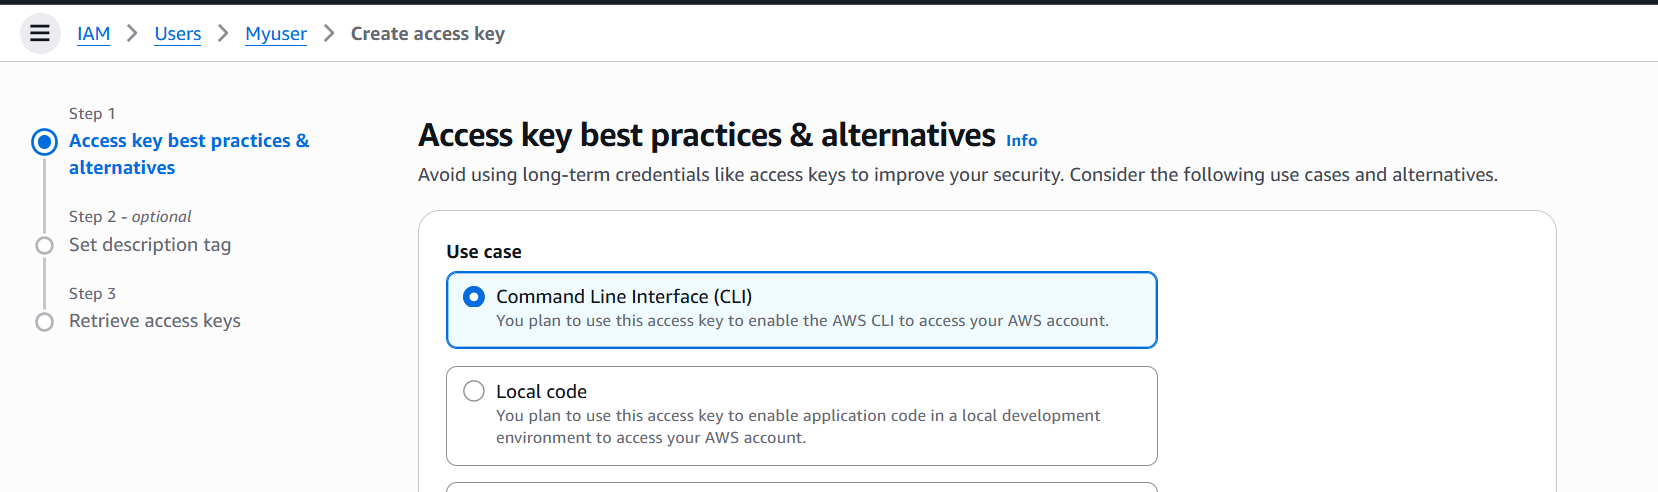 IAM > Users > Myuser > Create access key
Step 1
Access key best practices &
alternatives
Step 2 - optional
Set description tag
Step 3
Retrieve access keys
Access key best practices & alternatives Info
Avoid using long-term credentials like access keys to improve your security. Consider the following use cases and alternatives.
Use case
Command Line Interface (CLI)
You plan to use this access key to enable the AWS CLI to access your AWS account.
Local code
You plan to use this access key to enable application code in a local development
environment to access your AWS account.